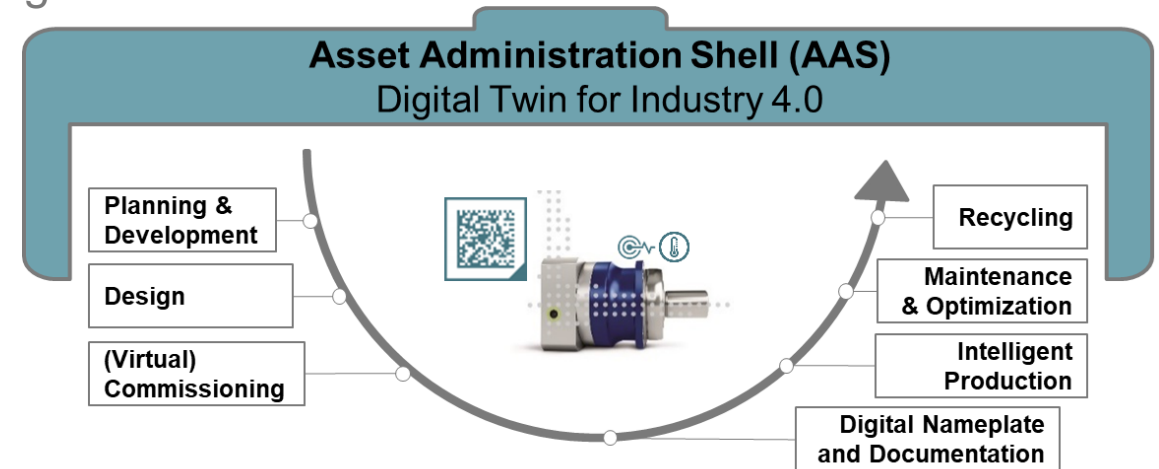 Asset Administration Shell (AAS)
Digital Twin for Industry 4.0
Planning &
Development
Design
(Virtual)
Commissioning
Digital Nameplate
and Documentation
Intelligent
Production
Maintenance
& Optimization
Recycling